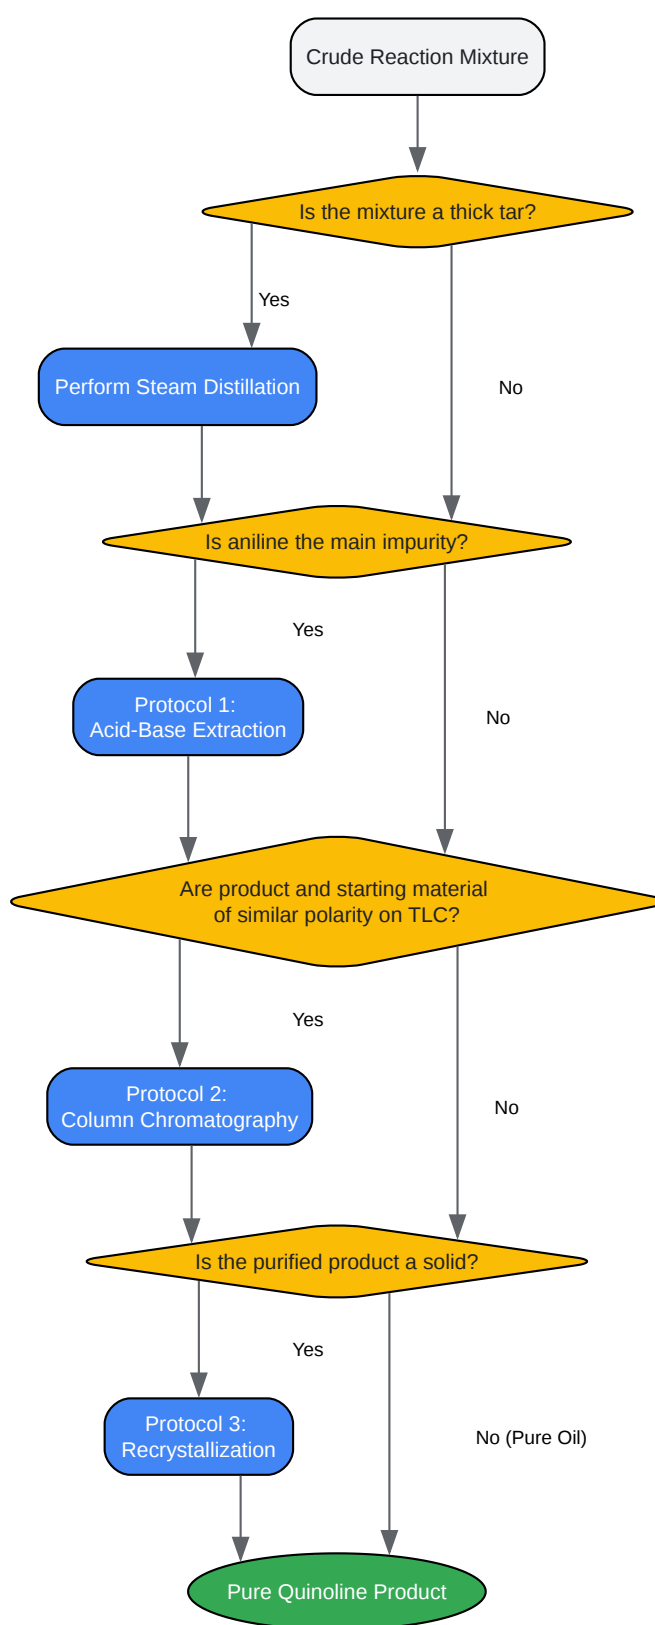 Crude Reaction Mixture
Is the mixture a thick tar?
Yes
Perform Steam Distillation
No
Is aniline the main impurity?
Yes
Protocol 1:
Acid-Base Extraction
No
Are product and starting material
of similar polarity on TLC?
Yes
Protocol 2:
Column Chromatography
No
Is the purified product a solid?
Yes
Protocol 3:
Recrystallization
No (Pure Oil)
Pure Quinoline Product